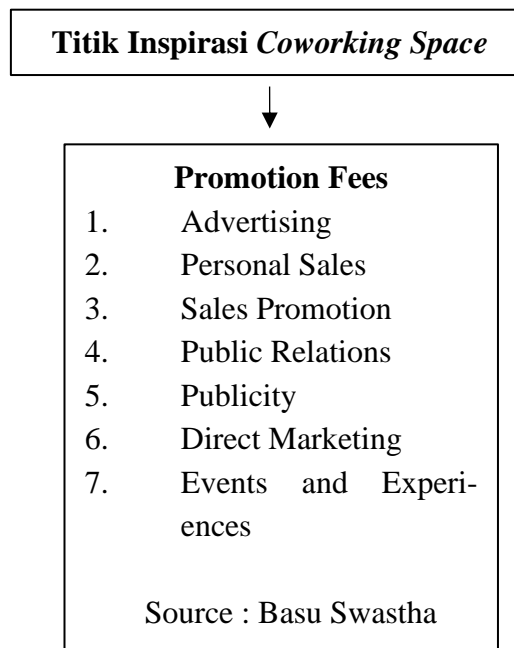 Titik Inspirasi Coworking Space
Promotion Fees
1. Advertising
2. Personal Sales
3. Sales Promotion
4. Public Relations
5. Publicity
6. Direct Marketing
7. Events and Experi-
ences
Source : Basu Swastha